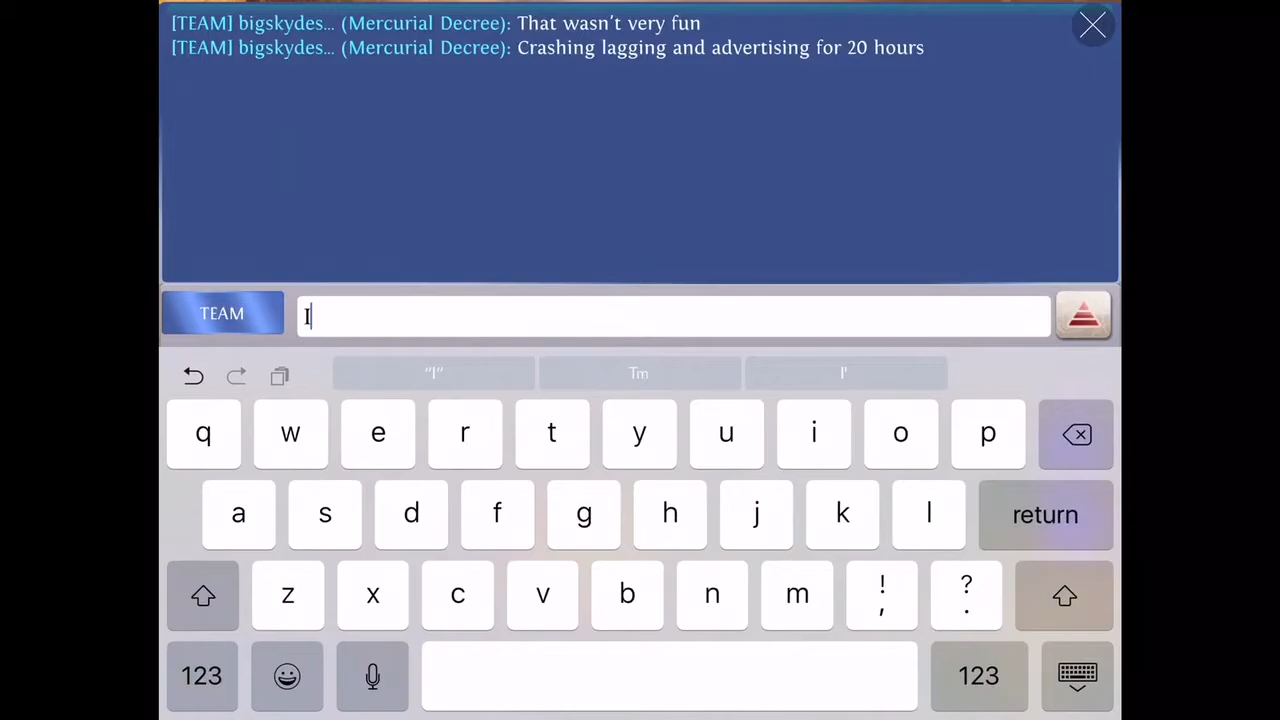 [TEAM] bigskydes... (Mercurial Decree): That wasn't very fun
[TEAM] bigskydes... (Mercurial Decree): Crashing lagging and advertising for 20 hours
TEAM
I
“I” Tm I'
q w e r t y u i o p
a s d f g h j k l return
z x c v b n m ! , ? .
123 123